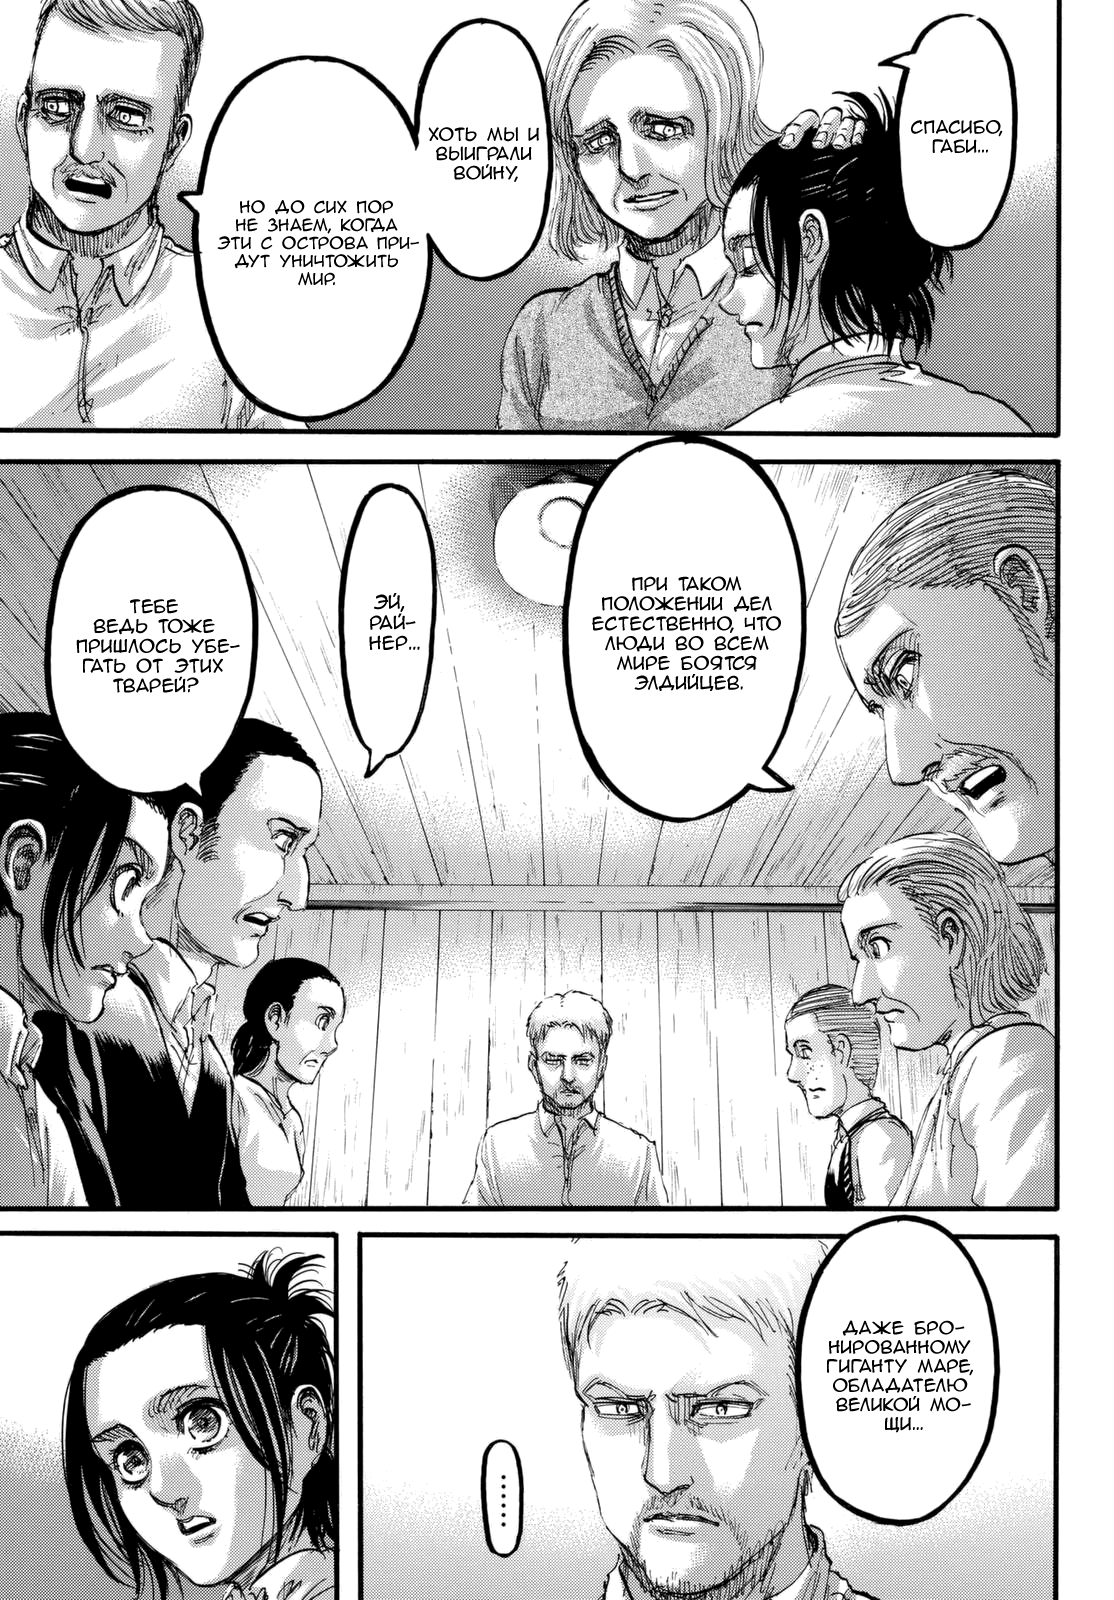 СПАСИБО,
ГАБИ...
ХОТЬ МЫ И
ВЫИГРАЛИ
ВОЙНУ,
НО ДО СИХ ПОР
НЕ ЗНАЕМ, КОГДА
ЭТИ С ОСТРОВА ПРИ-
ДУТ УНИЧТОЖИТЬ
МИР.
ПРИ ТАКОМ
ПОЛОЖЕНИИ ДЕЛ
ЕСТЕСТВЕННО, ЧТО
ЛЮДИ ВО ВСЕМ
МИРЕ БОЯТСЯ
ЭЛДИЙЦЕВ.
ЭЙ,
РАЙ-
НЕР...
ТЕБЕ
ВЕДЬ ТОЖЕ
ПРИШЛОСЬ УБЕ-
ГАТЬ ОТ ЭТИХ
ТВАРЕЙ?
ДАЖЕ БРО-
НИРОВАННОМУ
ГИГАНТУ МАРЕ,
ОБЛАДАТЕЛЮ
ВЕЛИКОЙ МО-
ЩИ...
.......